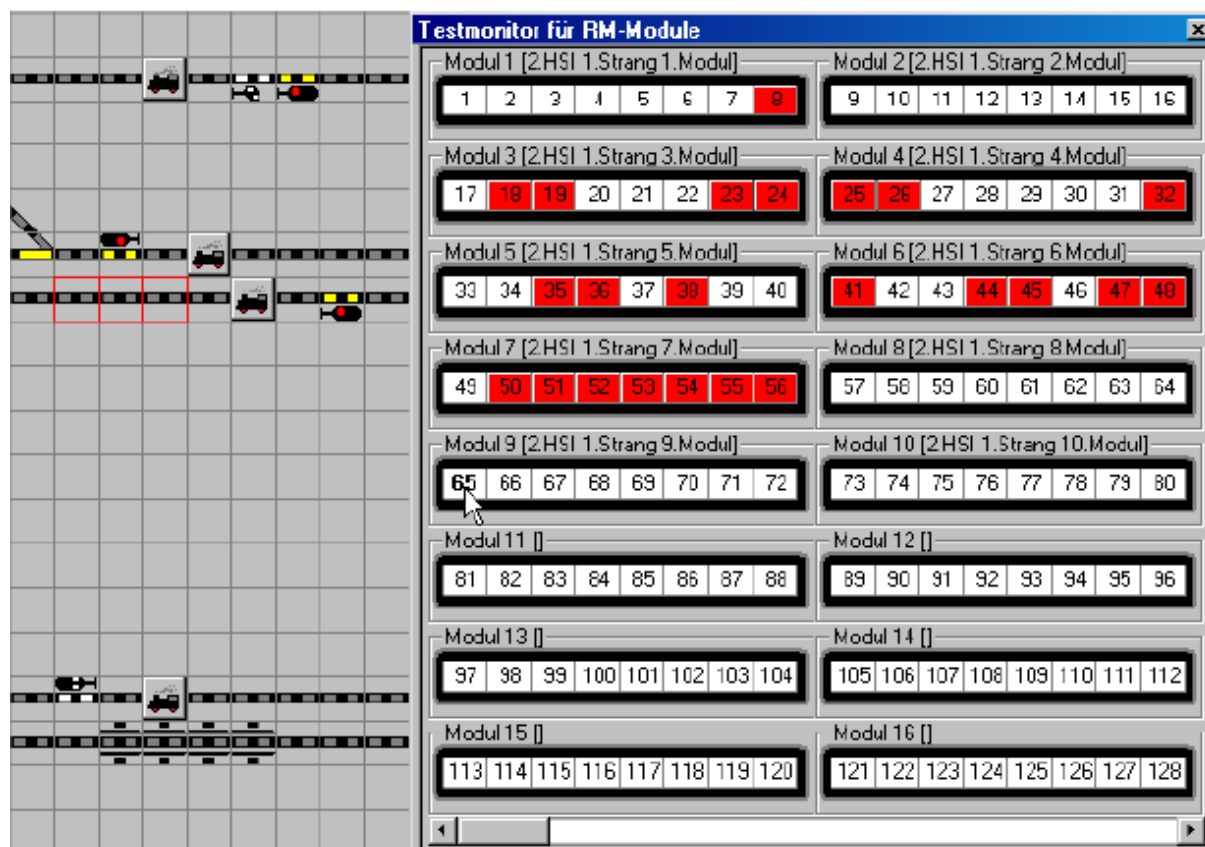 Testmonitor für RM-Module
Modul 1 [2.HSI 1.Strang 1.Modul]
1 2 3 4 5 6 7 8
Modul 2 [2.HSI 1.Strang 2.Modul]
9 10 11 12 13 14 15 16
Modul 3 [2.HSI 1.Strang 3.Modul]
17 18 19 20 21 22 23 24
Modul 4 [2.HSI 1.Strang 4.Modul]
25 26 27 28 29 30 31 32
Modul 5 [2.HSI 1.Strang 5.Modul]
33 34 35 36 37 38 39 40
Modul 6 [2.HSI 1.Strang 6.Modul]
41 42 43 44 45 46 47 48
Modul 7 [2.HSI 1.Strang 7.Modul]
49 50 51 52 53 54 55 56
Modul 8 [2.HSI 1.Strang 8.Modul]
57 58 59 60 61 62 63 64
Modul 9 [2.HSI 1.Strang 9.Modul]
65 66 67 68 69 70 71 72
Modul 10 [2.HSI 1.Strang 10.Modul]
73 74 75 76 77 78 79 80
Modul 11 []
81 82 83 84 85 86 87 88
Modul 12 []
89 90 91 92 93 94 95 96
Modul 13 []
97 98 99 100 101 102 103 104
Modul 14 []
105 106 107 108 109 110 111 112
Modul 15 []
113 114 115 116 117 118 119 120
Modul 16 []
121 122 123 124 125 126 127 128